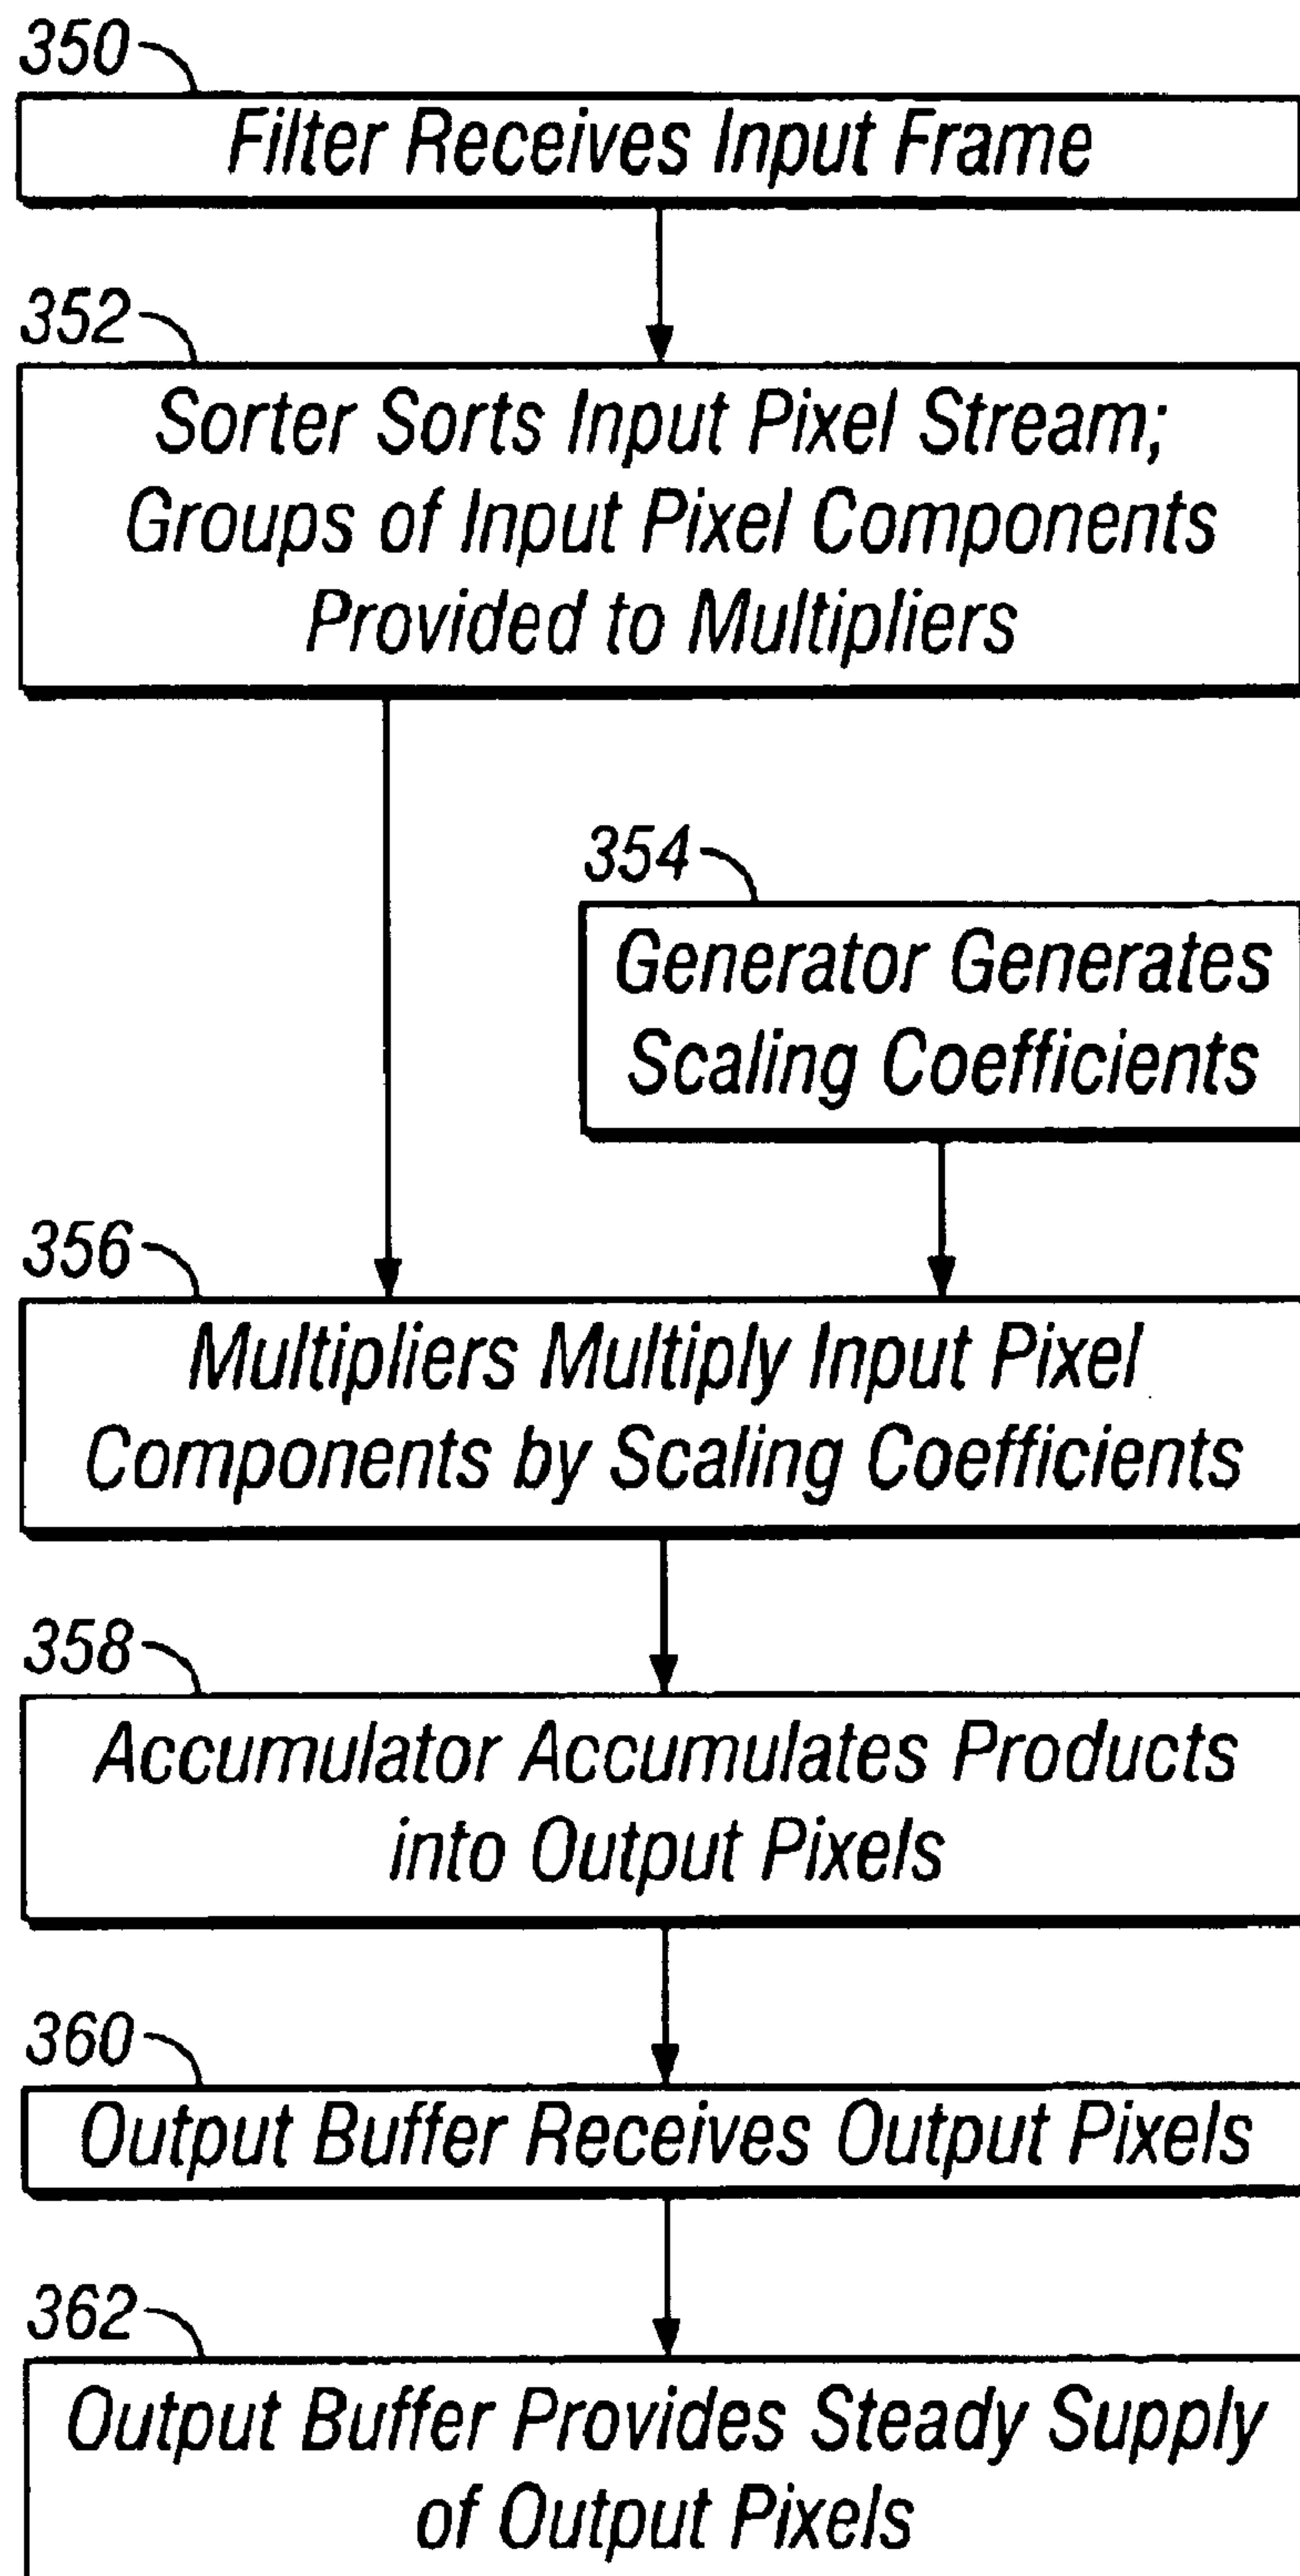 350
Filter Receives Input Frame
352
Sorter Sorts Input Pixel Stream;
Groups of Input Pixel Components
Provided to Multipliers
354
Generator Generates
Scaling Coefficients
356
Multipliers Multiply Input Pixel
Components by Scaling Coefficients
358
Accumulator Accumulates Products
into Output Pixels
360
Output Buffer Receives Output Pixels
362
Output Buffer Provides Steady Supply
of Output Pixels